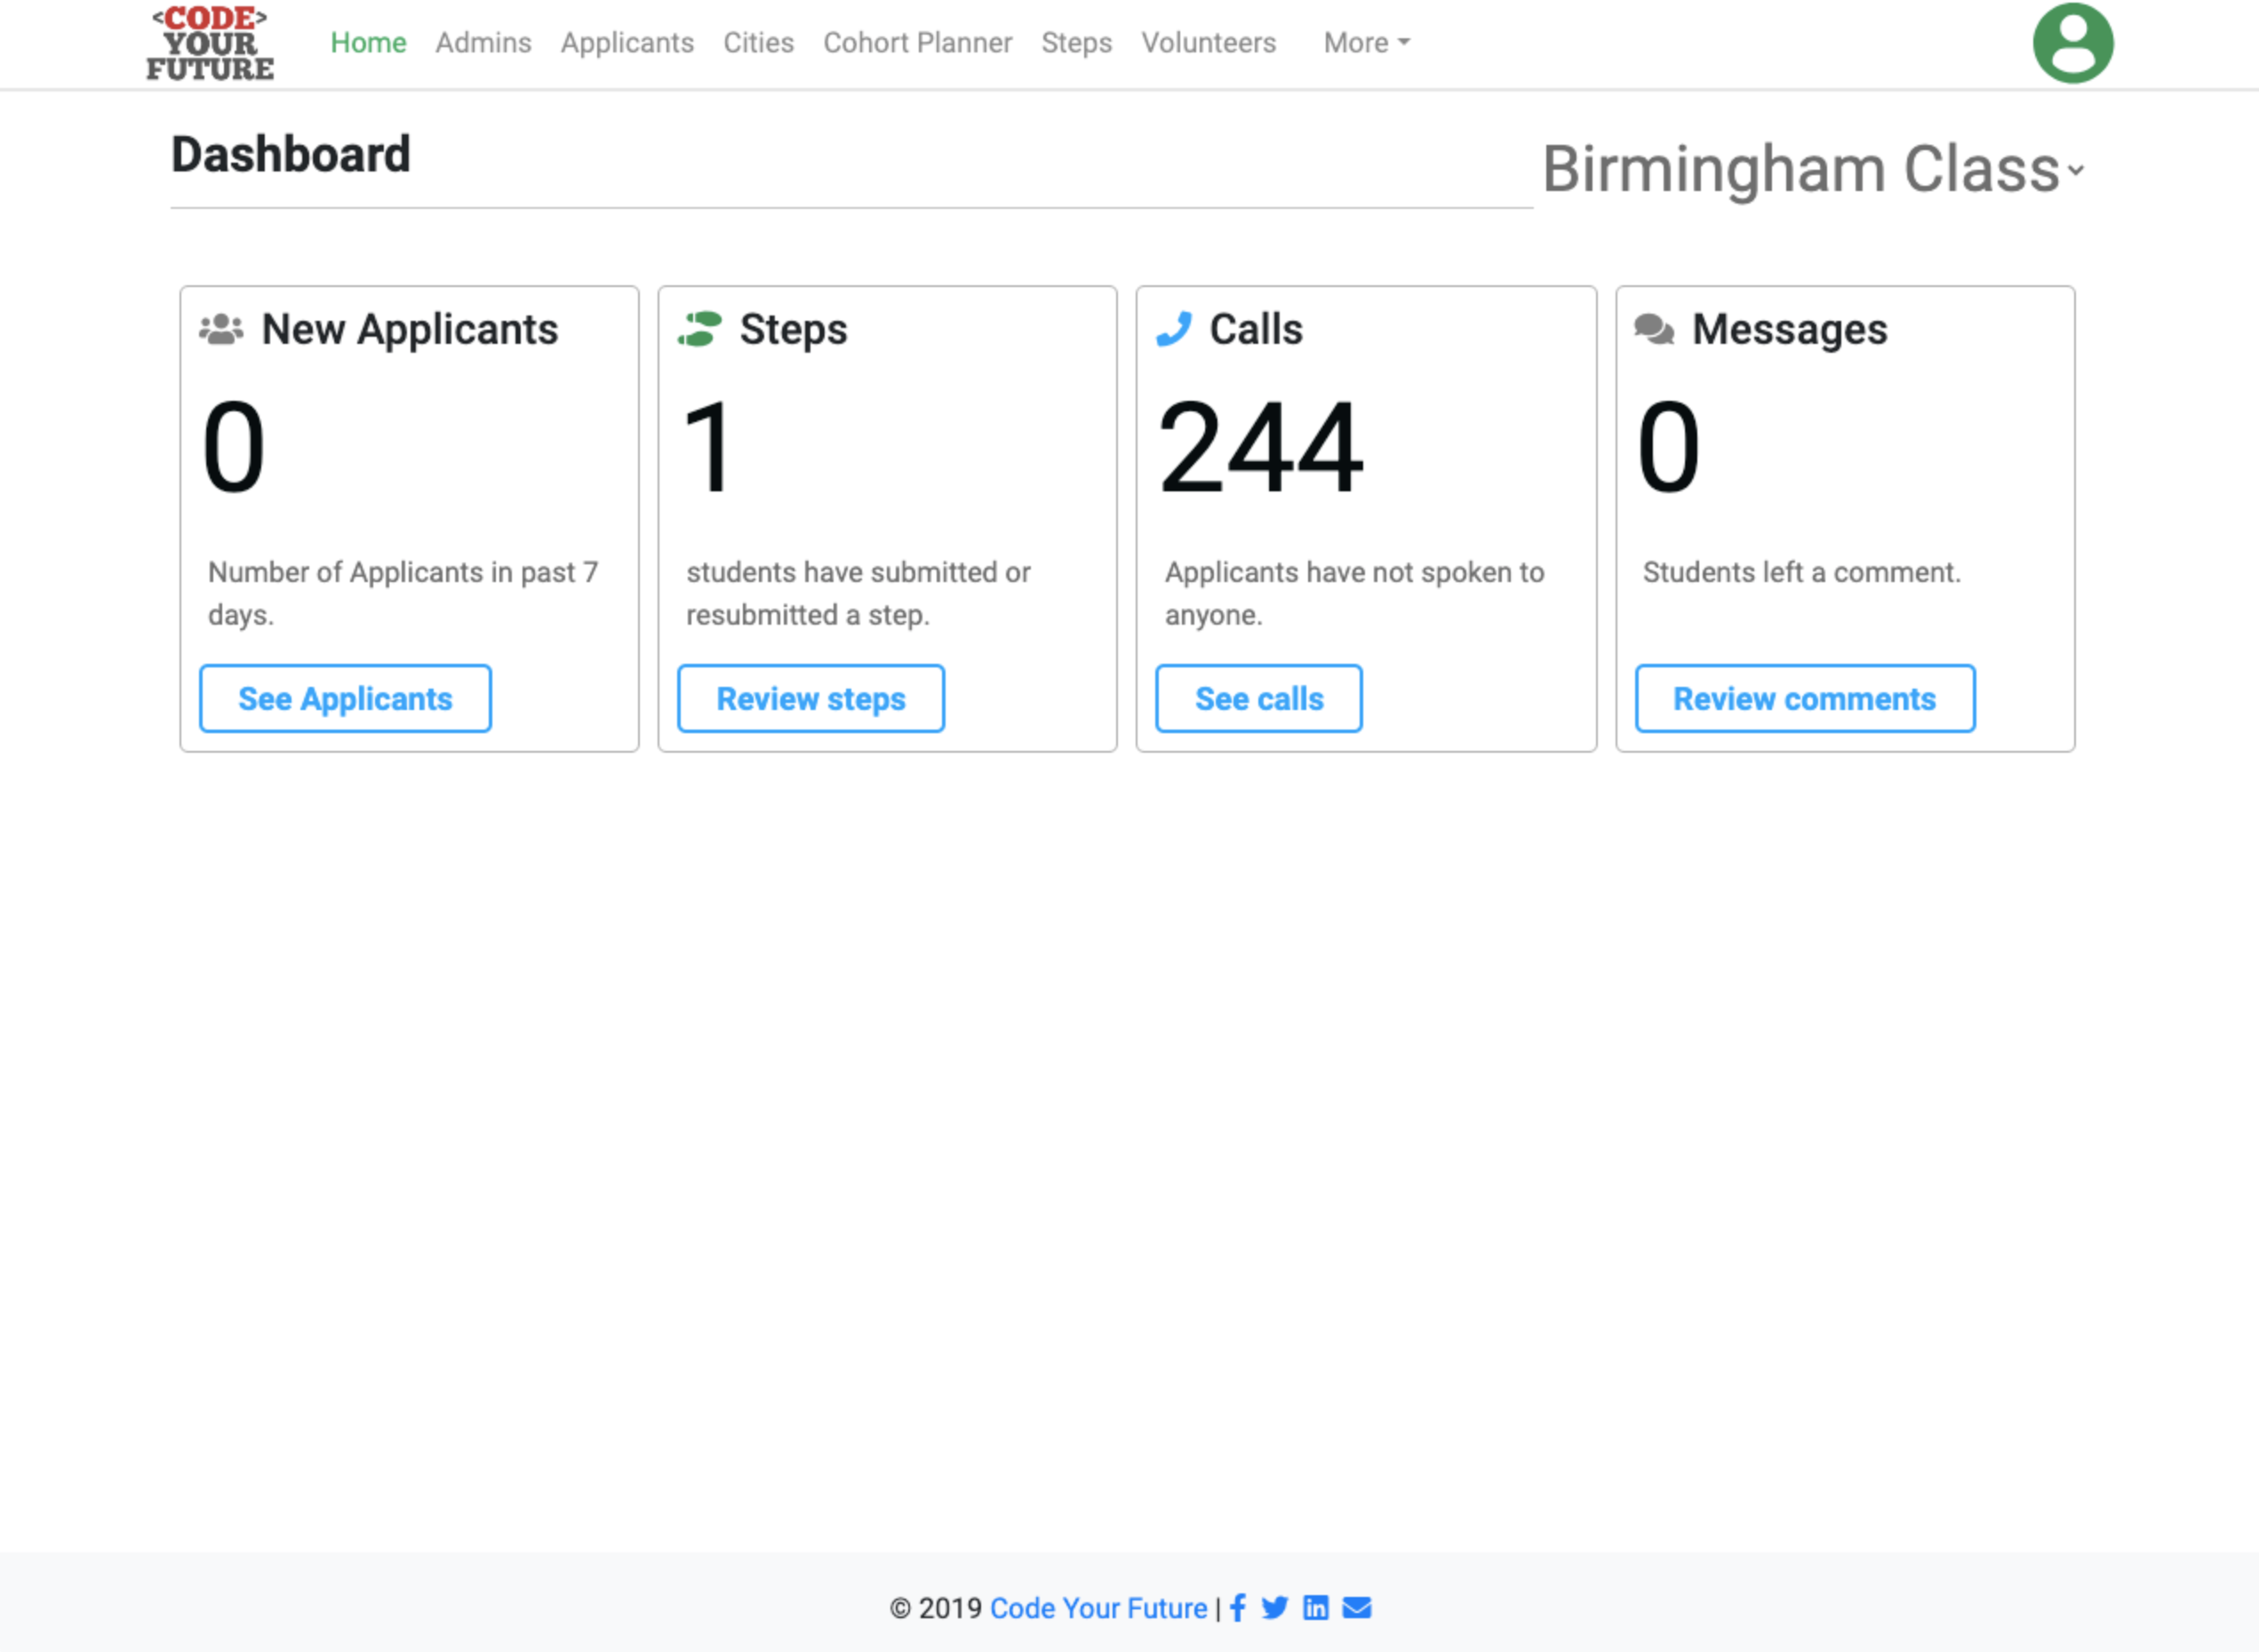 <CODE>
YOUR
FUTURE
Home Admins Applicants Cities Cohort Planner Steps Volunteers More
Dashboard
Birmingham Class
New Applicants
0
Number of Applicants in past 7
days.
See Applicants
Steps
1
students have submitted or
resubmitted a step.
Review steps
Calls
244
Applicants have not spoken to
anyone.
See calls
Messages
0
Students left a comment.
Review comments
© 2019 Code Your Future |